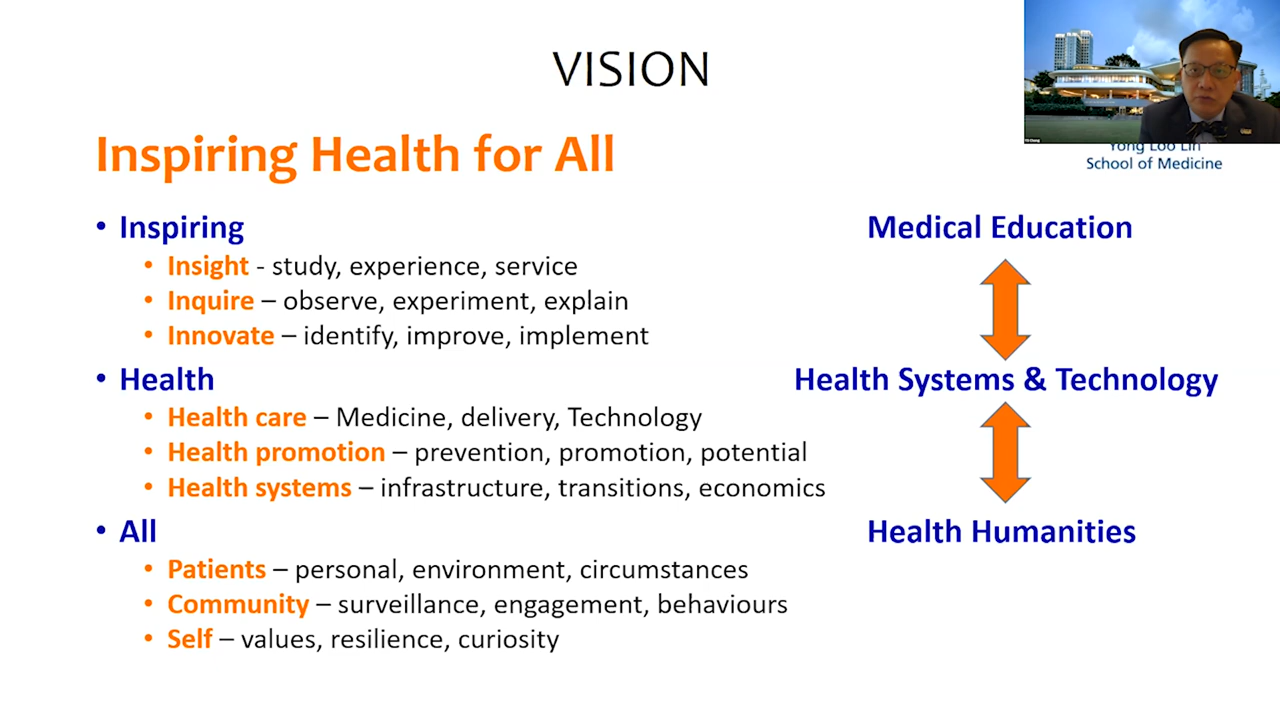 VISION
Inspiring Health for All
Yong Loo Lin
School of Medicine
• Inspiring
• Insight - study, experience, service
• Inquire – observe, experiment, explain
• Innovate – identify, improve, implement
• Health
• Health care – Medicine, delivery, Technology
• Health promotion – prevention, promotion, potential
• Health systems – infrastructure, transitions, economics
• All
• Patients – personal, environment, circumstances
• Community – surveillance, engagement, behaviours
• Self – values, resilience, curiosity
Medical Education
Health Systems & Technology
Health Humanities